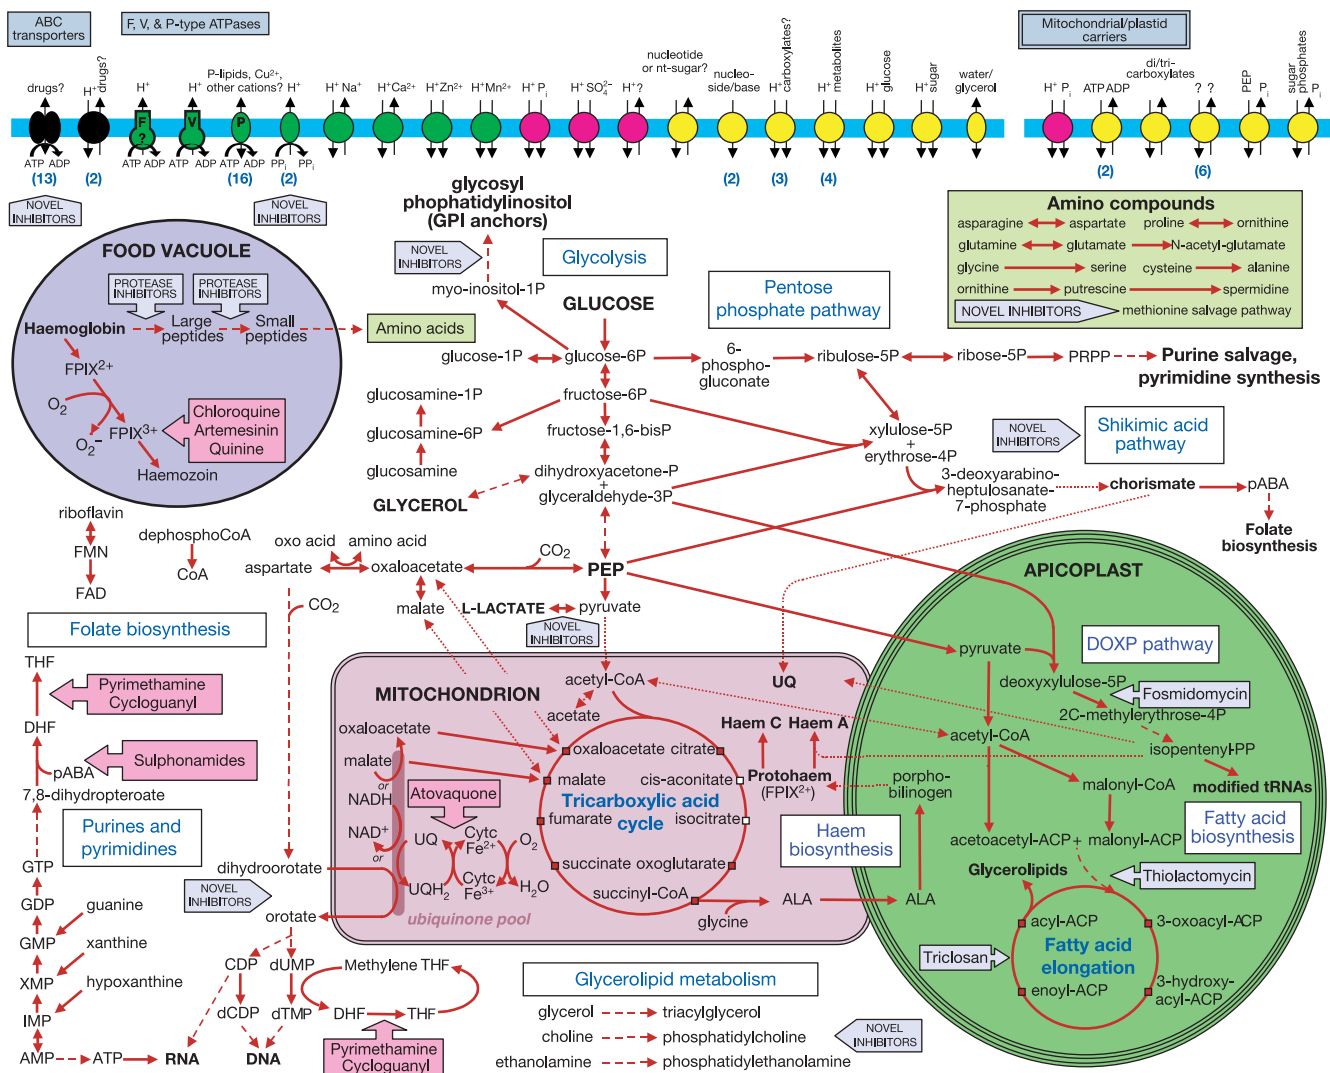 ABC
transporters
F, V, & P-type ATPases
Mitochondrial/plastid
carriers
drugs?
H⁺
drugs?
H⁺
H⁺
P-lipids, Cu²⁺,
other cations?
H⁺
H⁺ Na⁺
H⁺Ca²⁺
H⁺Zn²⁺
H⁺Mn²⁺
H⁺ Pᵢ
H⁺ SO₄²⁻
H⁺?
nucleotide
or nt-sugar?
nucleo-
side/base
H⁺
carboxylates?
H⁺
metabolites
H⁺
glucose
H⁺
sugar
water/
glycerol
H⁺ Pᵢ
ATP ADP
di/tri-
carboxylates
? ?
PEP
Pᵢ
sugar
phosphates
Pᵢ
F
?
V
P
ATP ADP
ATP ADP
ATP ADP
ATP ADP
PPᵢ PPᵢ
(13)
(2)
(16)
(2)
(2)
(3)
(4)
(2)
(6)
NOVEL
INHIBITORS
NOVEL
INHIBITORS
FOOD VACUOLE
PROTEASE
INHIBITORS
PROTEASE
INHIBITORS
Haemoglobin
Large
peptides
Small
peptides
Amino acids
FPIX²⁺
O₂
O₂⁻
FPIX³⁺
Chloroquine
Artemesinin
Quinine
Haemozoin
glycosyl
phophatidylinositol
(GPI anchors)
NOVEL
INHIBITORS
myo-inositol-1P
Glycolysis
GLUCOSE
glucose-1P
glucose-6P
fructose-6P
fructose-1,6-bisP
glucosamine-1P
glucosamine-6P
glucosamine
dihydroxyacetone-P
+
glyceraldehyde-3P
GLYCEROL
Pentose
phosphate pathway
6-
phospho-
gluconate
ribulose-5P
ribose-5P
PRPP
Purine salvage,
pyrimidine synthesis
xylulose-5P
+
erythrose-4P
Amino compounds
asparagine
aspartate
proline
ornithine
glutamine
glutamate
N-acetyl-glutamate
glycine
serine
cysteine
alanine
ornithine
putrescine
spermidine
NOVEL INHIBITORS
methionine salvage pathway
NOVEL
INHIBITORS
Shikimic acid
pathway
3-deoxyarabino-
heptulosanate-
7-phosphate
chorismate
pABA
Folate
biosynthesis
riboflavin
FMN
FAD
dephosphoCoA
CoA
oxo acid
amino acid
aspartate
oxaloacetate
malate
CO₂
CO₂
PEP
L-LACTATE
pyruvate
NOVEL
INHIBITORS
Folate biosynthesis
THF
Pyrimethamine
Cycloguanyl
DHF
pABA
Sulphonamides
7,8-dihydropteroate
Purines and
pyrimidines
GTP
GDP
GMP
XMP
IMP
AMP
ATP
RNA
guanine
xanthine
hypoxanthine
dihydroorotate
NOVEL
INHIBITORS
orotate
CDP
dUMP
dCDP
dTMP
DNA
Methylene THF
DHF
THF
Pyrimethamine
Cycloguanyl
MITOCHONDRION
acetyl-CoA
acetate
oxaloacetate
malate
or
NADH
NAD⁺
or
Atovaquone
UQ
UQH₂
Cytc
Fe²⁺
Cytc
Fe³⁺
O₂
H₂O
ubiquinone pool
oxaloacetate
citrate
malate
cis-aconitate
fumarate
isocitrate
Tricarboxylic acid
cycle
succinate
oxoglutarate
succinyl-CoA
glycine
ALA
UQ
Haem C
Haem A
Protohaem
(FPIX²⁺)
Haem
biosynthesis
APICOPLAST
pyruvate
DOXP pathway
deoxyxylulose-5P
Fosmidomycin
2C-methylerythrose-4P
acetyl-CoA
isopentenyl-PP
modified tRNAs
porpho-
bilinogen
ALA
malonyl-CoA
Fatty acid
biosynthesis
acetoacetyl-ACP
+
malonyl-ACP
Glycerolipids
Thiolactomycin
acyl-ACP
3-oxoacyl-ACP
Fatty acid
elongation
Triclosan
enoyl-ACP
3-hydroxy-
acyl-ACP
Glycerolipid metabolism
glycerol
triacylglycerol
choline
phosphatidylcholine
ethanolamine
phosphatidylethanolamine
NOVEL
INHIBITORS